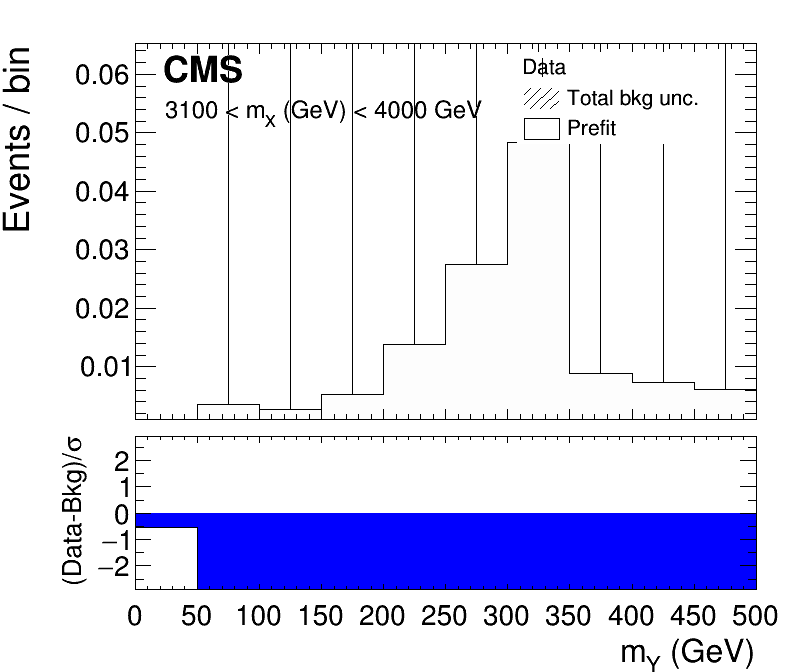 CMS
3100 < mX (GeV) < 4000 GeV
Data
Total bkg unc.
Prefit
Events / bin
0.06
0.05
0.04
0.03
0.02
0.01
(Data-Bkg)/σ
2
1
0
−1
−2
0 50 100 150 200 250 300 350 400 450 500
mY (GeV)